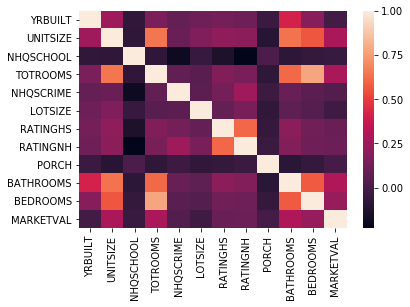 YRBUILT
UNITSIZE
NHQSCHOOL
TOTROOMS
NHQSCRIME
LOTSIZE
RATINGHS
RATINGNH
PORCH
BATHROOMS
BEDROOMS
MARKETVAL
YRBUILT UNITSIZE NHQSCHOOL TOTROOMS NHQSCRIME LOTSIZE RATINGHS RATINGNH PORCH BATHROOMS BEDROOMS MARKETVAL
1.00
0.75
0.50
0.25
0.00